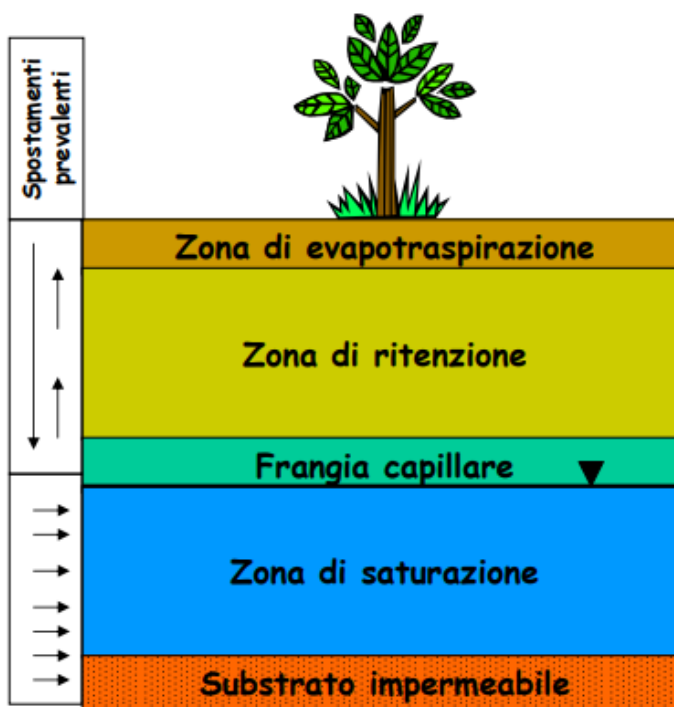 Spostamenti
prevalenti
Zona di evapotraspirazione
Zona di ritenzione
Frangia capillare
Zona di saturazione
Substrato impermeabile